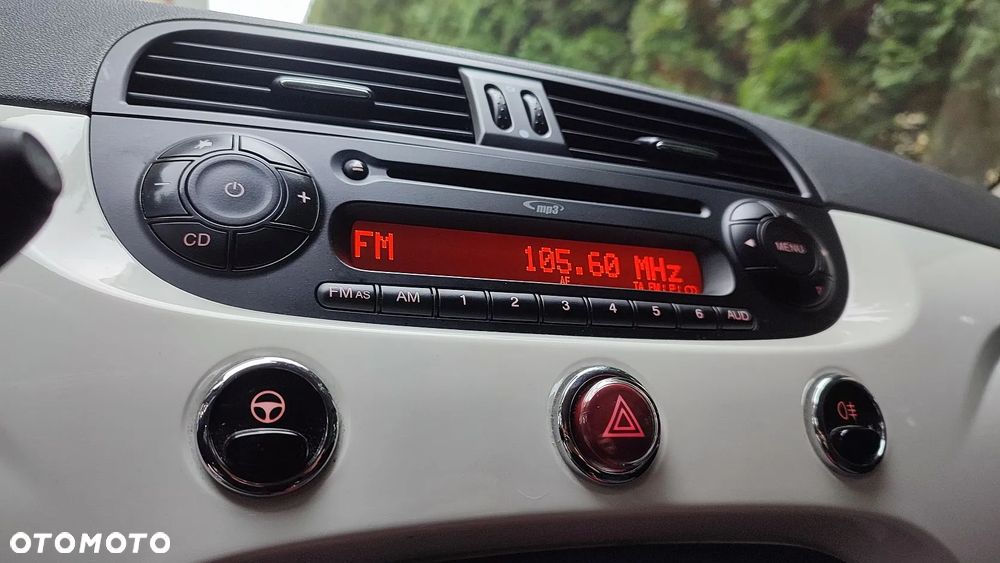 mp3
FM 105.60 MHz
AF
− +
CD
MENU
FM AS AM 1 2 3 4 5 6 AUD
OTOMOTO